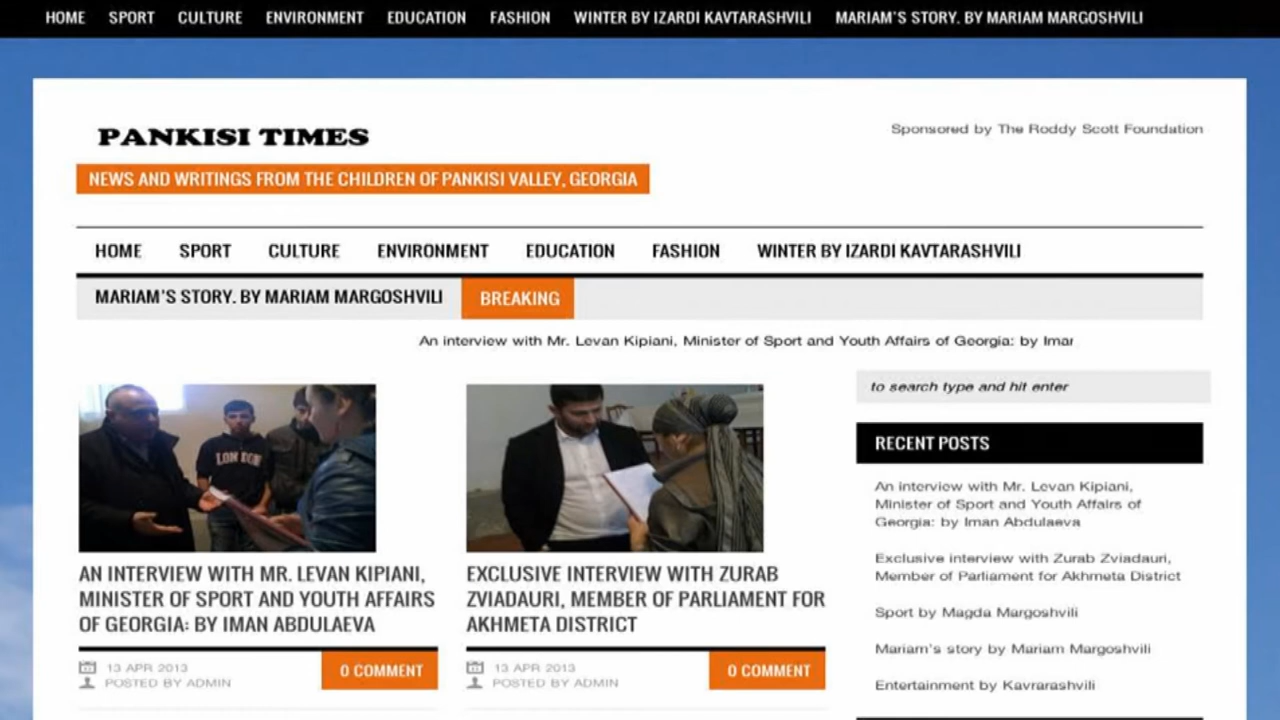 HOME SPORT CULTURE ENVIRONMENT EDUCATION FASHION WINTER BY IZARDI KAVTARASHVILI MARIAM'S STORY. BY MARIAM MARGOSHVILI
PANKISI TIMES
Sponsored by The Roddy Scott Foundation
NEWS AND WRITINGS FROM THE CHILDREN OF PANKISI VALLEY, GEORGIA
HOME SPORT CULTURE ENVIRONMENT EDUCATION FASHION WINTER BY IZARDI KAVTARASHVILI
MARIAM'S STORY. BY MARIAM MARGOSHVILI BREAKING
An interview with Mr. Levan Kipiani, Minister of Sport and Youth Affairs of Georgia: by Imar
LONDON
AN INTERVIEW WITH MR. LEVAN KIPIANI,
MINISTER OF SPORT AND YOUTH AFFAIRS
OF GEORGIA: BY IMAN ABDULAEVA
13 APR 2013
POSTED BY ADMIN
0 COMMENT
EXCLUSIVE INTERVIEW WITH ZURAB
ZVIADAURI, MEMBER OF PARLIAMENT FOR
AKHMETA DISTRICT
13 APR 2013
POSTED BY ADMIN
0 COMMENT
to search type and hit enter
RECENT POSTS
An interview with Mr. Levan Kipiani,
Minister of Sport and Youth Affairs of
Georgia: by Iman Abdulaeva
Exclusive interview with Zurab Zviadauri,
Member of Parliament for Akhmeta District
Sport by Magda Margoshvili
Mariam's story by Mariam Margoshvili
Entertainment by Kavrarashvili